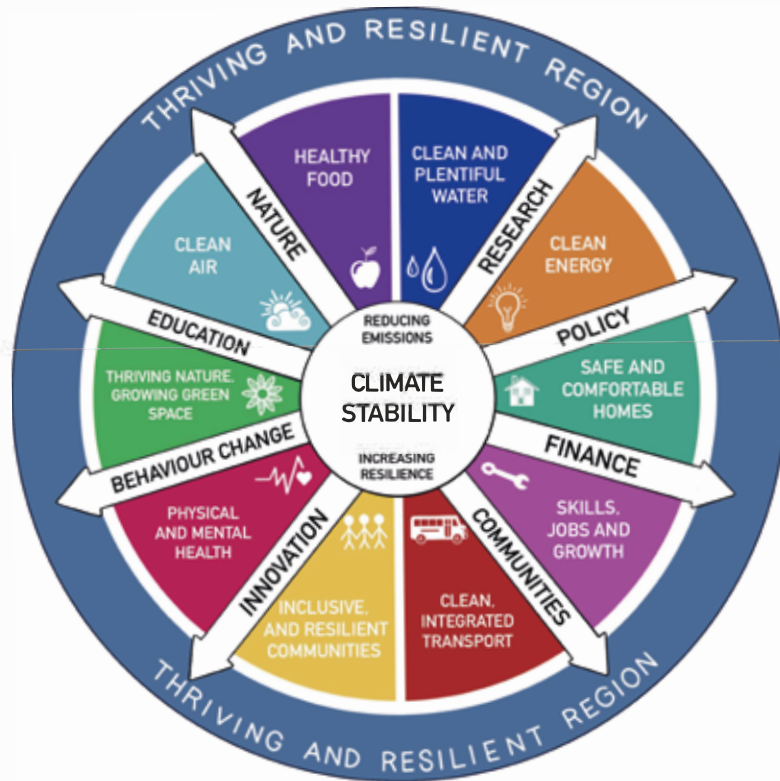 THRIVING AND RESILIENT REGION
HEALTHY
FOOD
CLEAN AND
PLENTIFUL
WATER
NATURE
RESEARCH
CLEAN
AIR
CLEAN
ENERGY
EDUCATION
POLICY
REDUCING
EMISSIONS
CLIMATE
STABILITY
INCREASING
RESILIENCE
THRIVING NATURE,
GROWING GREEN
SPACE
SAFE AND
COMFORTABLE
HOMES
BEHAVIOUR CHANGE
FINANCE
PHYSICAL
AND MENTAL
HEALTH
SKILLS,
JOBS AND
GROWTH
INNOVATION
COMMUNITIES
INCLUSIVE,
AND RESILIENT
COMMUNITIES
CLEAN,
INTEGRATED
TRANSPORT
THRIVING AND RESILIENT REGION